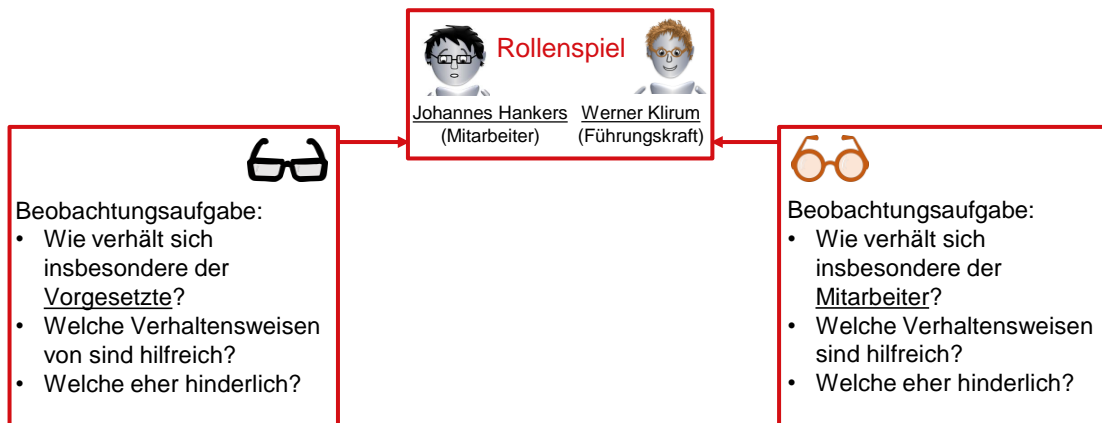 Rollenspiel
Johannes Hankers
(Mitarbeiter)
Werner Klirum
(Führungskraft)
Beobachtungsaufgabe:
• Wie verhält sich
insbesondere der
Vorgesetzte?
• Welche Verhaltensweisen
von sind hilfreich?
• Welche eher hinderlich?
Beobachtungsaufgabe:
• Wie verhält sich
insbesondere der
Mitarbeiter?
• Welche Verhaltensweisen
sind hilfreich?
• Welche eher hinderlich?